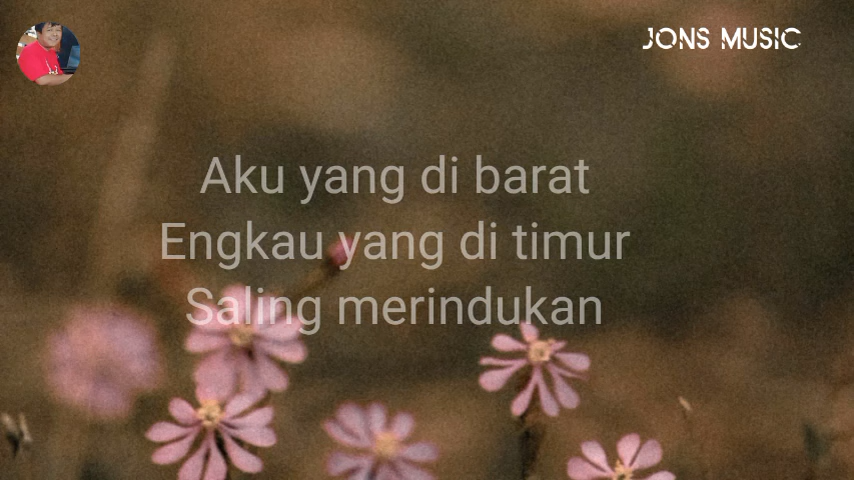 JONS MUSIC
Aku yang di barat
Engkau yang di timur
Saling merindukan